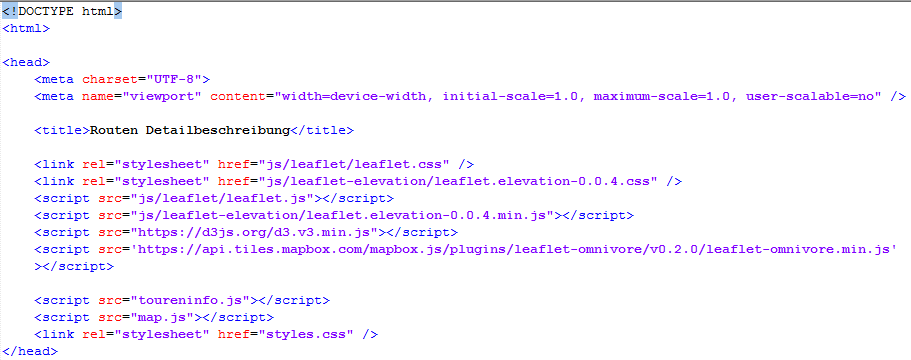 <!DOCTYPE html>
<html>
<head>
<meta charset="UTF-8">
<meta name="viewport" content="width=device-width, initial-scale=1.0, maximum-scale=1.0, user-scalable=no" />
<title>Routen Detailbeschreibung</title>
<link rel="stylesheet" href="js/leaflet/leaflet.css" />
<link rel="stylesheet" href="js/leaflet-elevation/leaflet.elevation-0.0.4.css" />
<script src="js/leaflet/leaflet.js"></script>
<script src="js/leaflet-elevation/leaflet.elevation-0.0.4.min.js"></script>
<script src="https://d3js.org/d3.v3.min.js"></script>
<script src='https://api.tiles.mapbox.com/mapbox.js/plugins/leaflet-omnivore/v0.2.0/leaflet-omnivore.min.js'
></script>
<script src="toureninfo.js"></script>
<script src="map.js"></script>
<link rel="stylesheet" href="styles.css" />
</head>